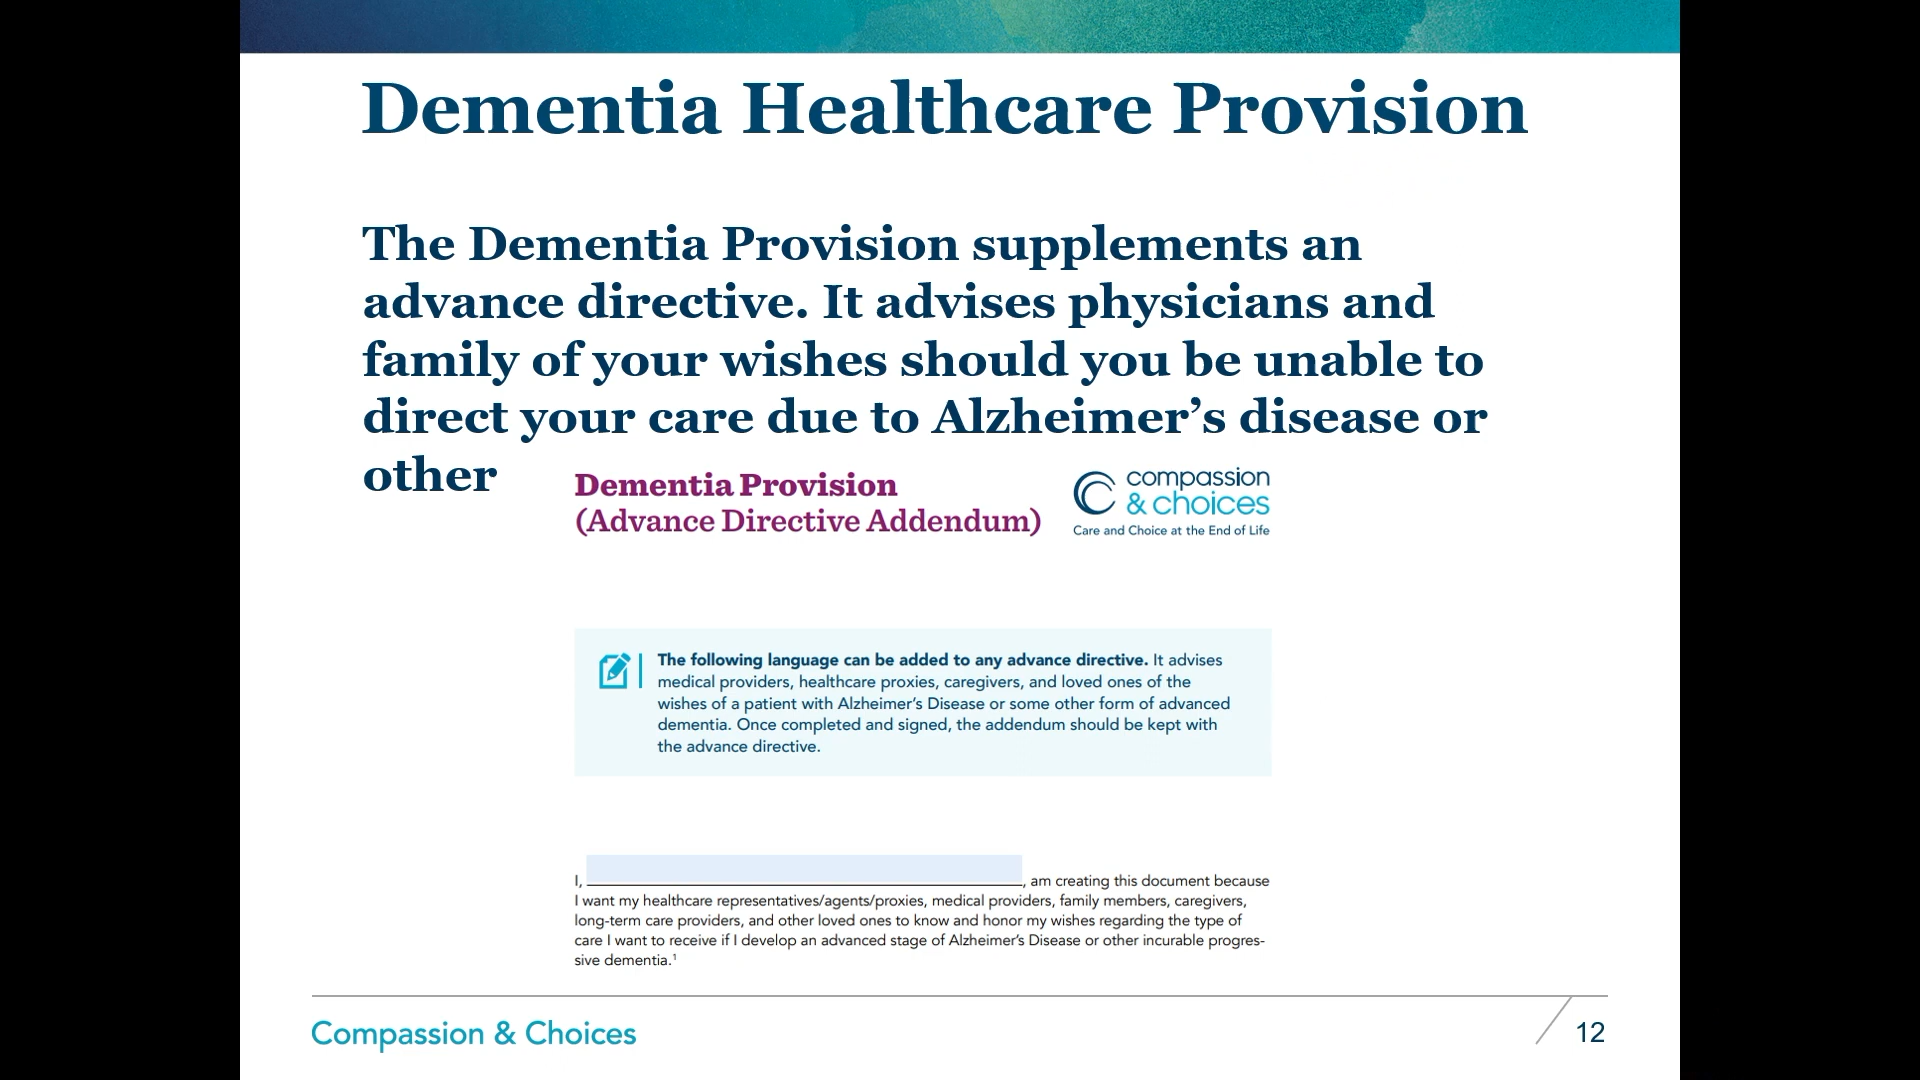 Dementia Healthcare Provision
The Dementia Provision supplements an
advance directive. It advises physicians and
family of your wishes should you be unable to
direct your care due to Alzheimer’s disease or
other
Dementia Provision
(Advance Directive Addendum)
compassion
& choices
Care and Choice at the End of Life
The following language can be added to any advance directive. It advises
medical providers, healthcare proxies, caregivers, and loved ones of the
wishes of a patient with Alzheimer’s Disease or some other form of advanced
dementia. Once completed and signed, the addendum should be kept with
the advance directive.
I, , am creating this document because
I want my healthcare representatives/agents/proxies, medical providers, family members, caregivers,
long-term care providers, and other loved ones to know and honor my wishes regarding the type of
care I want to receive if I develop an advanced stage of Alzheimer’s Disease or other incurable progres-
sive dementia.¹
Compassion & Choices
12